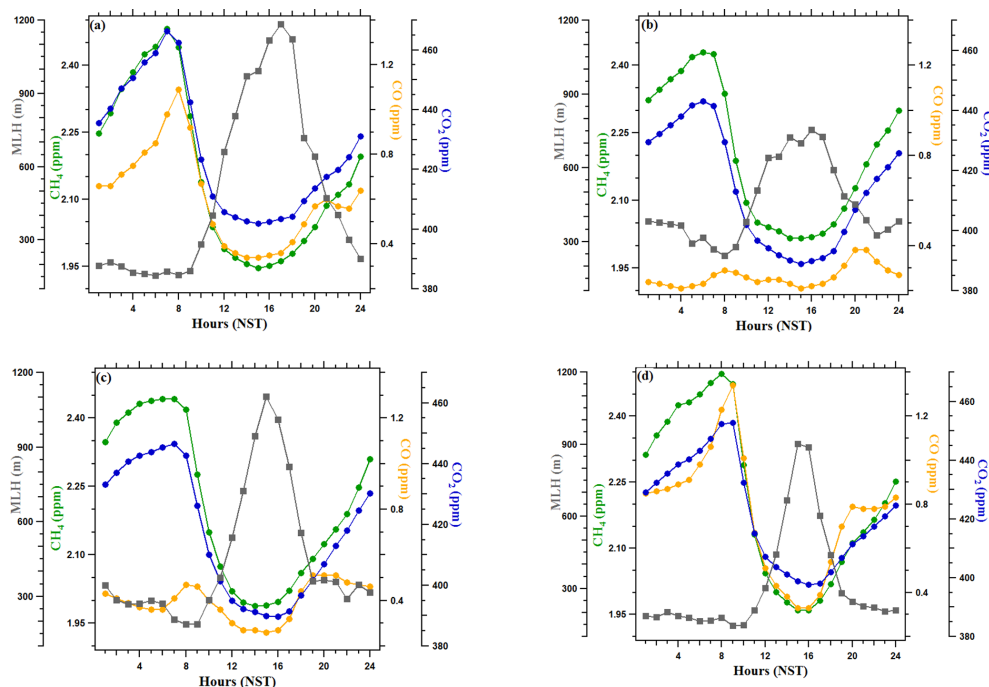 (a)
1200
900
600
300
MLH (m)
2.40
2.25
2.10
1.95
CH₄ (ppm)
1.2
0.8
0.4
CO (ppm)
460
440
420
400
380
CO₂ (ppm)
4 8 12 16 20 24
Hours (NST)
(b)
1200
900
600
300
MLH (m)
2.40
2.25
2.10
1.95
CH₄ (ppm)
1.2
0.8
0.4
CO (ppm)
460
440
420
400
380
CO₂ (ppm)
4 8 12 16 20 24
Hours (NST)
(c)
1200
900
600
300
MLH (m)
2.40
2.25
2.10
1.95
CH₄ (ppm)
1.2
0.8
0.4
CO (ppm)
460
440
420
400
380
CO₂ (ppm)
4 8 12 16 20 24
Hours (NST)
(d)
1200
900
600
300
MLH (m)
2.40
2.25
2.10
1.95
CH₄ (ppm)
1.2
0.8
0.4
CO (ppm)
460
440
420
400
380
CO₂ (ppm)
4 8 12 16 20 24
Hours (NST)